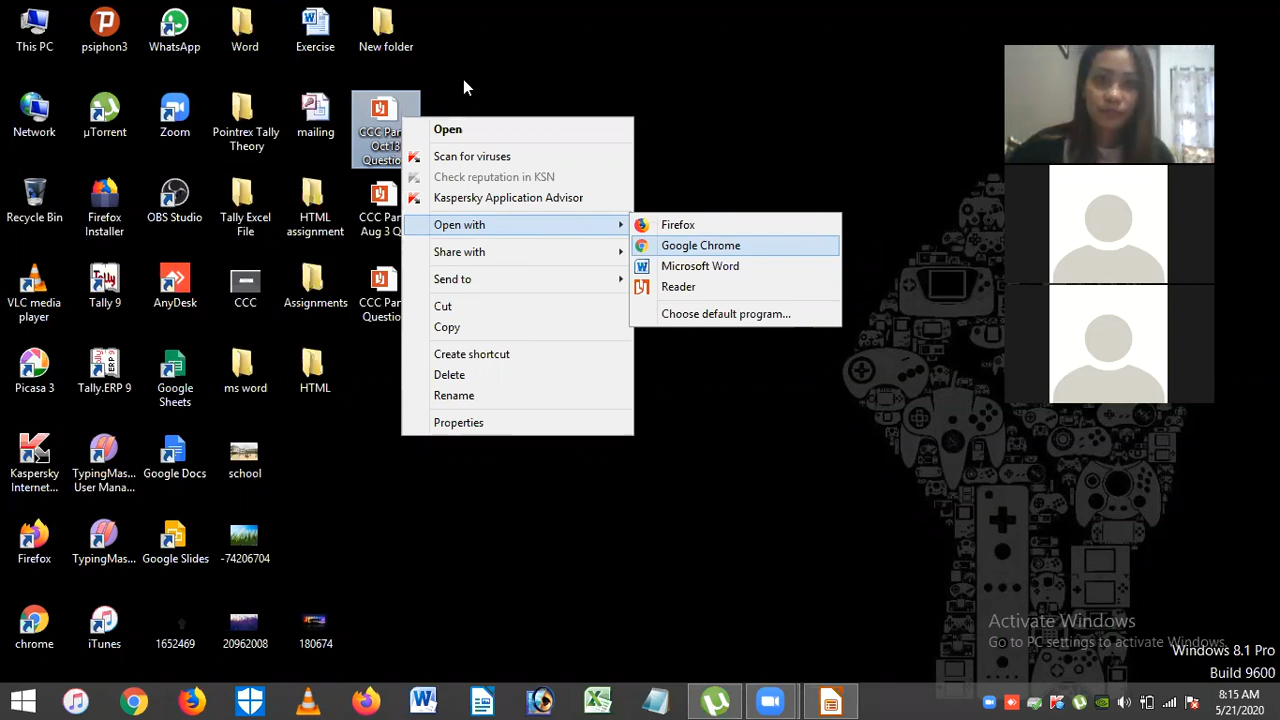 This PC
psiphon3
WhatsApp
Word
Exercise
New folder
Network
µTorrent
Zoom
Pointrex Tally
Theory
mailing
CCC Pa
Oct13
Questio
Recycle Bin
Firefox
Installer
OBS Studio
Tally Excel
File
HTML
assignment
CCC Pa
Aug 3 Q
VLC media
player
Tally 9
AnyDesk
CCC
Assignments
CCC Pa
Questio
Picasa 3
Tally.ERP 9
Google
Sheets
ms word
HTML
Kaspersky
Internet...
TypingMas...
User Mana...
Google Docs
school
Firefox
TypingMas...
Google Slides
-74206704
chrome
iTunes
1652469
20962008
180674
Open
Scan for viruses
Check reputation in KSN
Kaspersky Application Advisor
Open with
Share with
Send to
Cut
Copy
Create shortcut
Delete
Rename
Properties
Firefox
Google Chrome
Microsoft Word
Reader
Choose default program...
Activate Windows
Go to PC settings to activate Windows.
Windows 8.1 Pro
Build 9600
8:15 AM
5/21/2020